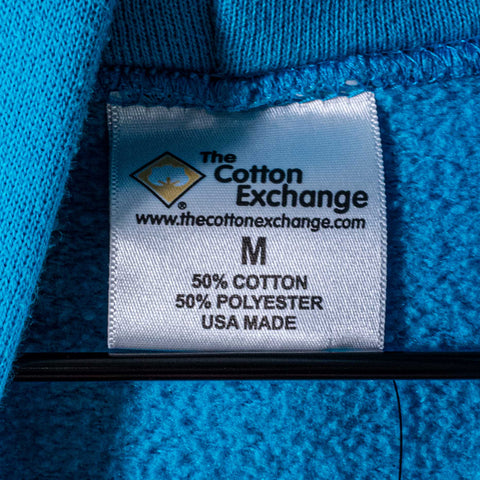 The
Cotton
Exchange
®
www.thecottonexchange.com
M
50% COTTON
50% POLYESTER
USA MADE